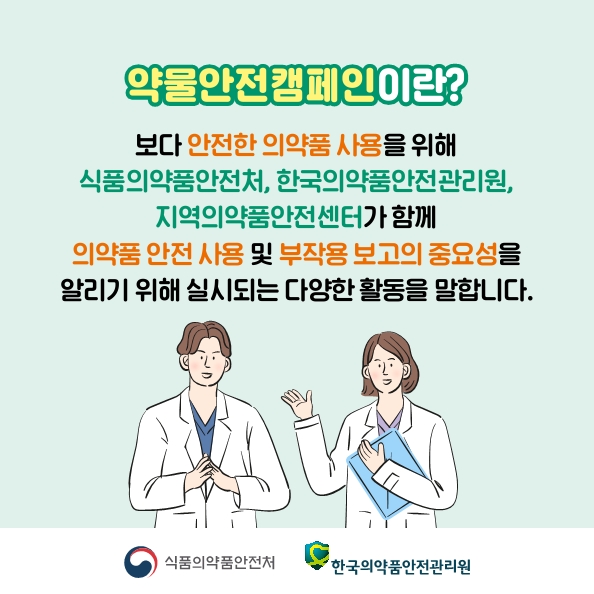 약물안전캠페인이란?
보다 안전한 의약품 사용을 위해
식품의약품안전처, 한국의약품안전관리원,
지역의약품안전센터가 함께
의약품 안전 사용 및 부작용 보고의 중요성을
알리기 위해 실시되는 다양한 활동을 말합니다.
식품의약품안전처
한국의약품안전관리원